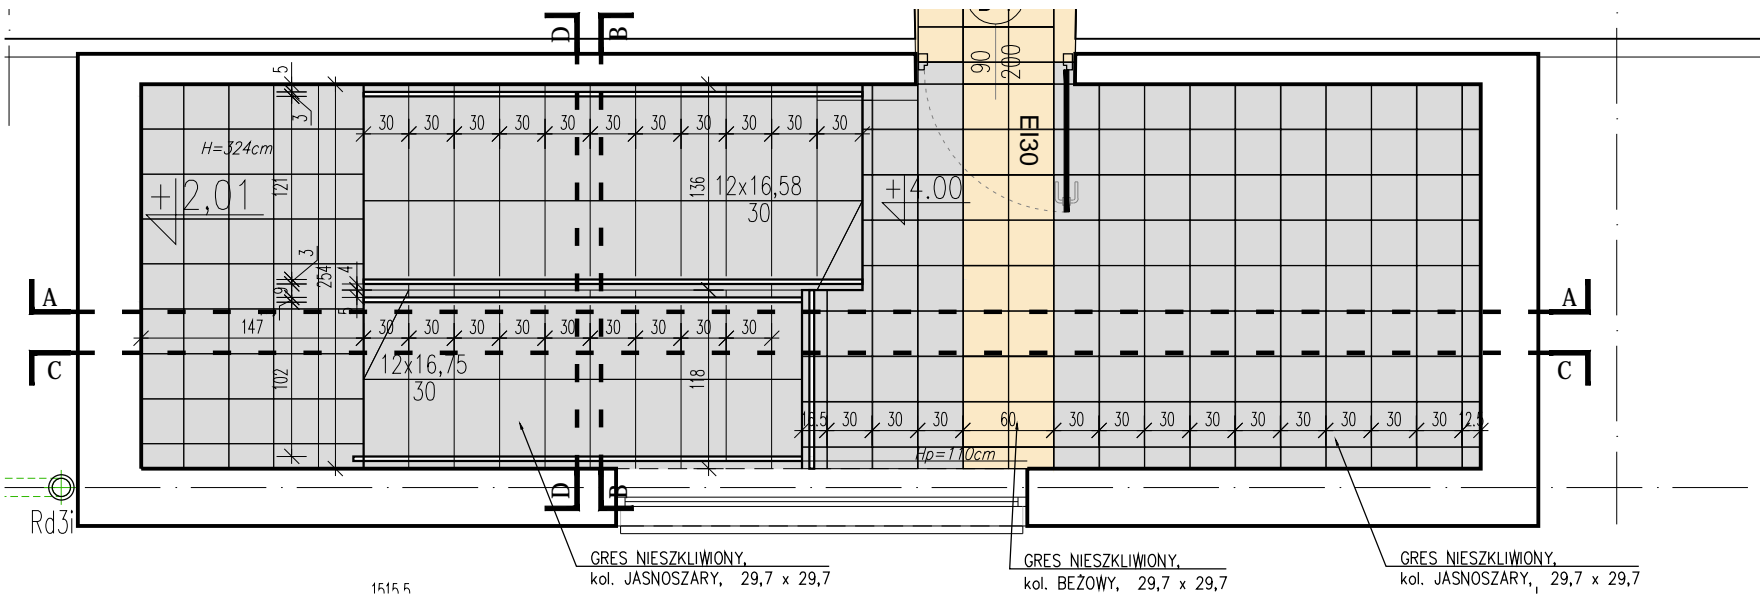 D B
90
200
EI30
5
3
30 30 30 30 30 30 30 30 30 30 30
H=324cm
+2,01
121
136
12x16,58
30
+4.00
3
254
4
9
5
A A
147
30 30 30 30 30 30 30 30 30
C C
12x16,75
30
102
118
30 30 30 60 30 30 30 30 30 30 30 30 30 12.5
Hp=110cm
D B
Rd3i
GRES NIESZKLIWIONY,
kol. JASNOSZARY, 29,7 x 29,7
GRES NIESZKLIWIONY,
kol. BEŻOWY, 29,7 x 29,7
GRES NIESZKLIWIONY,
kol. JASNOSZARY, 29,7 x 29,7
1515.5